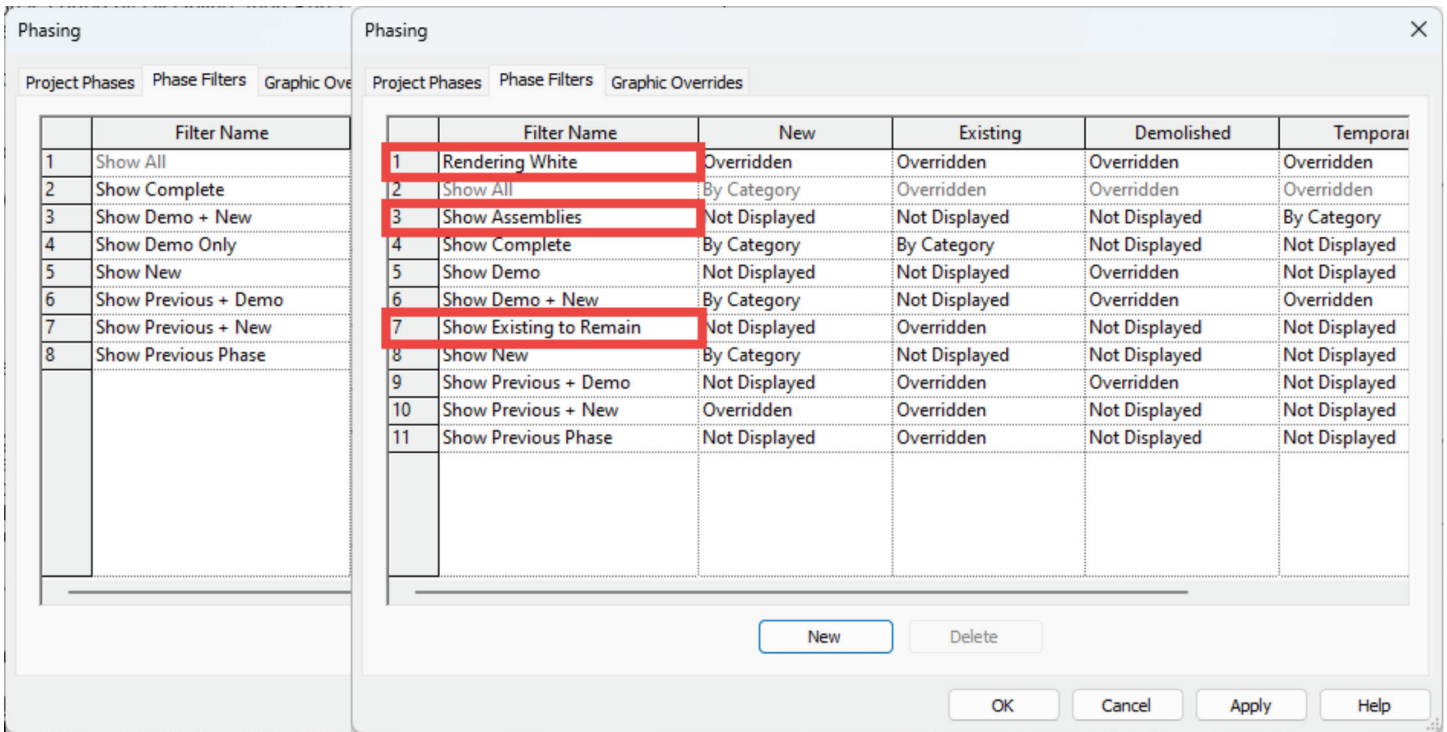 Phasing
Project Phases Phase Filters Graphic Ove
Filter Name
1 Show All
2 Show Complete
3 Show Demo + New
4 Show Demo Only
5 Show New
6 Show Previous + Demo
7 Show Previous + New
8 Show Previous Phase
Phasing
Project Phases Phase Filters Graphic Overrides
Filter Name New Existing Demolished Temporar
1 Rendering White Overridden Overridden Overridden Overridden
2 Show All By Category Overridden Overridden Overridden
3 Show Assemblies Not Displayed Not Displayed Not Displayed By Category
4 Show Complete By Category By Category Not Displayed Not Displayed
5 Show Demo Not Displayed Not Displayed Overridden Not Displayed
6 Show Demo + New By Category Not Displayed Overridden Overridden
7 Show Existing to Remain Not Displayed Overridden Not Displayed Not Displayed
8 Show New By Category Not Displayed Not Displayed Not Displayed
9 Show Previous + Demo Not Displayed Overridden Overridden Not Displayed
10 Show Previous + New Overridden Overridden Not Displayed Not Displayed
11 Show Previous Phase Not Displayed Overridden Not Displayed Not Displayed
New Delete
OK Cancel Apply Help